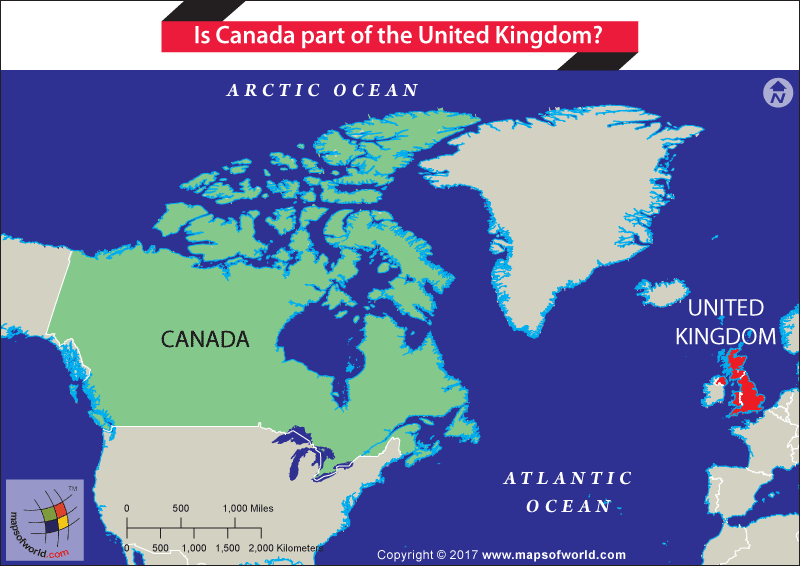 Is Canada part of the United Kingdom?
ARCTIC OCEAN
N
UNITED
KINGDOM
CANADA
ATLANTIC
OCEAN
TM
mapsofworld.com
0 500 1,000 Miles
0 500 1,000 1,500 2,000 Kilometers
Copyright © 2017 www.mapsofworld.com